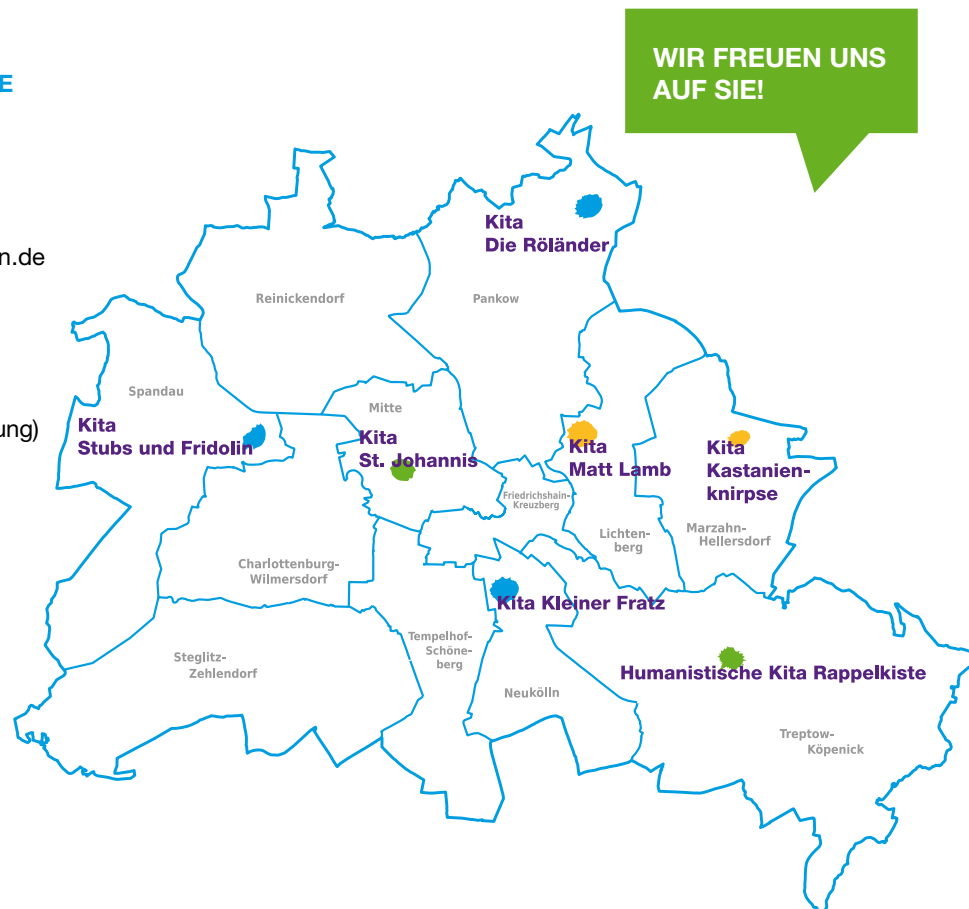 WIR FREUEN UNS
AUF SIE!
E
n.de
ung)
Kita
Die Röländer
Reinickendorf
Pankow
Spandau
Mitte
Kita
Stubs und Fridolin
Kita
St. Johannis
Kita
Matt Lamb
Kita
Kastanien-
knirpse
Friedrichshain-
Kreuzberg
Lichten-
berg
Marzahn-
Hellersdorf
Charlottenburg-
Wilmersdorf
Kita Kleiner Fratz
Tempelhof-
Schöne-
berg
Steglitz-
Zehlendorf
Humanistische Kita Rappelkiste
Neukölln
Treptow-
Köpenick